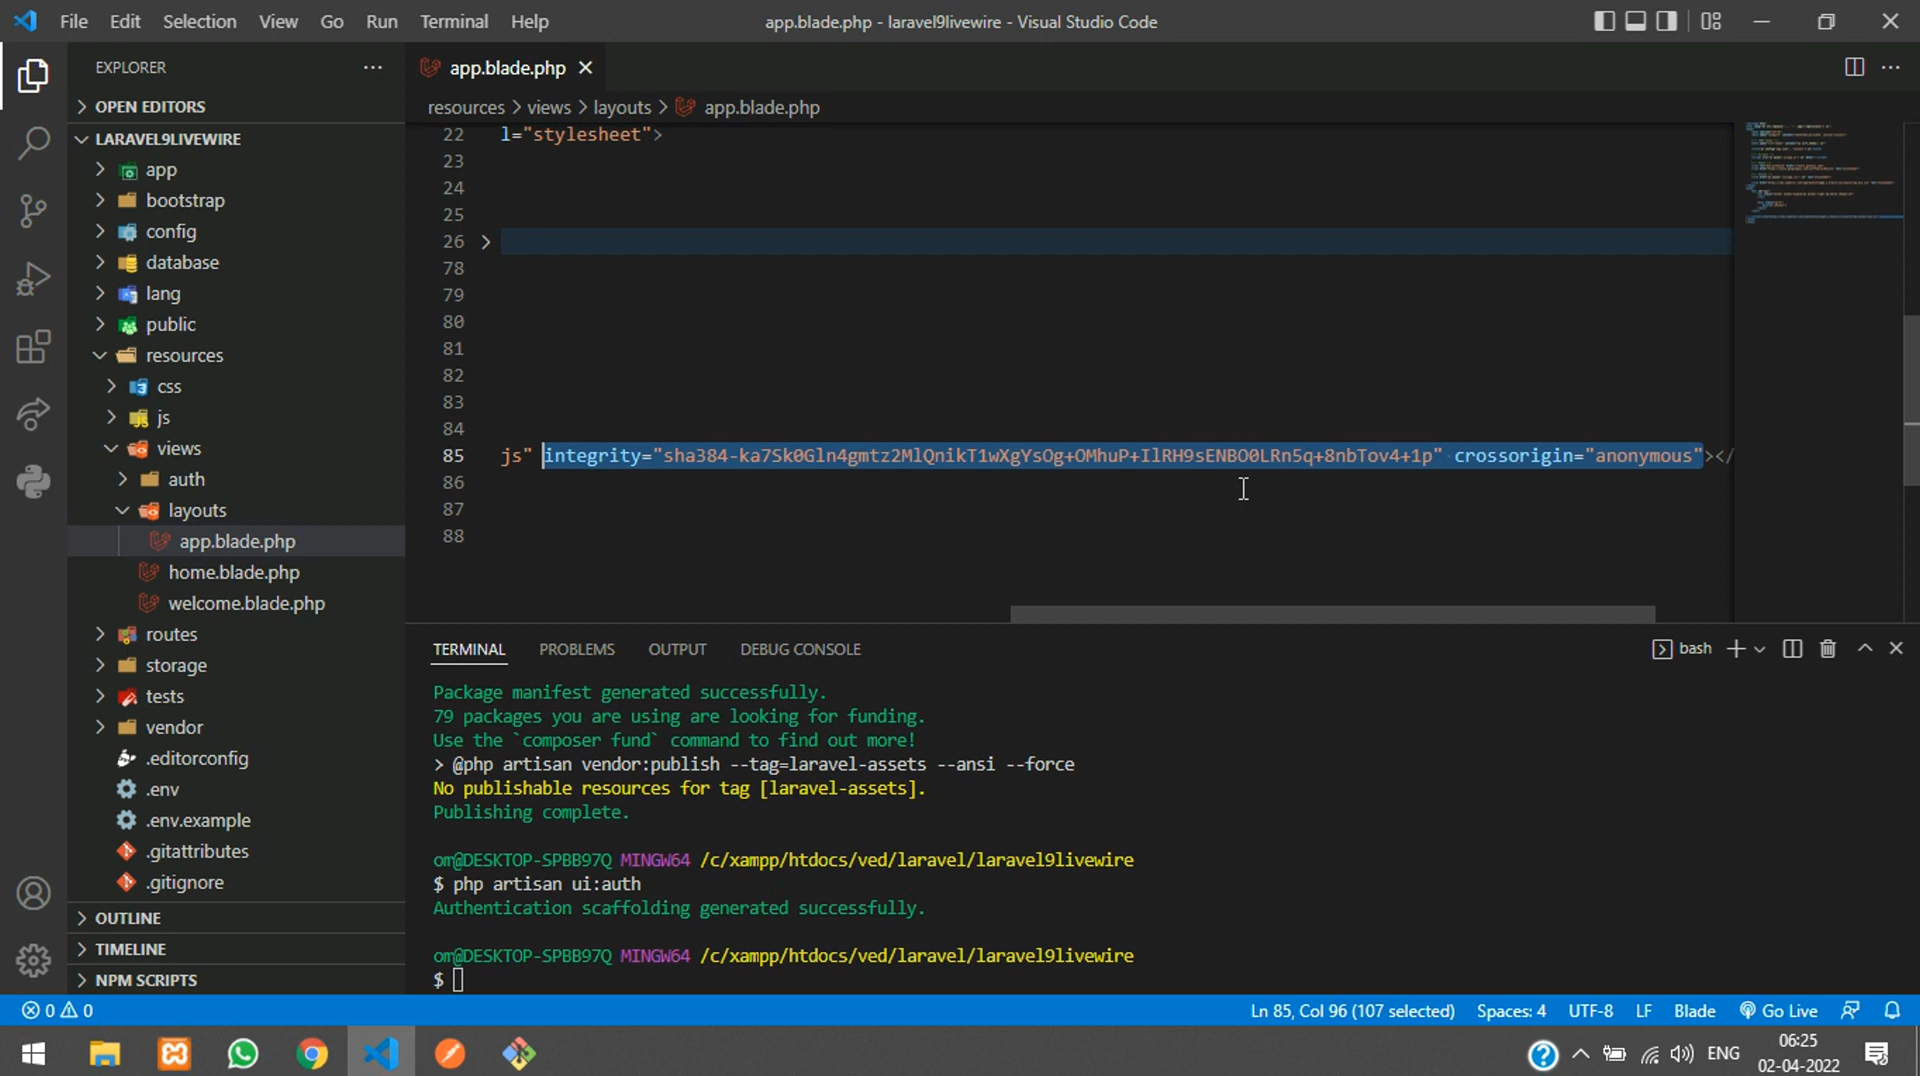 File Edit Selection View Go Run Terminal Help
app.blade.php - laravel9livewire - Visual Studio Code
EXPLORER
OPEN EDITORS
LARAVEL9LIVEWIRE
app
bootstrap
config
database
lang
public
resources
css
js
views
auth
layouts
app.blade.php
home.blade.php
welcome.blade.php
routes
storage
tests
vendor
.editorconfig
.env
.env.example
.gitattributes
.gitignore
OUTLINE
TIMELINE
NPM SCRIPTS
app.blade.php
resources > views > layouts > app.blade.php
22 l="stylesheet">
23
24
25
26
78
79
80
81
82
83
84
85 js" integrity="sha384-ka7Sk0Gln4gmtz2MlQnikT1wXgYsOg+OMhuP+IlRH9sENBO0LRn5q+8nbTov4+1p" crossorigin="anonymous"></
86
87
88
TERMINAL PROBLEMS OUTPUT DEBUG CONSOLE
bash
Package manifest generated successfully.
79 packages you are using are looking for funding.
Use the `composer fund` command to find out more!
> @php artisan vendor:publish --tag=laravel-assets --ansi --force
No publishable resources for tag [laravel-assets].
Publishing complete.
om@DESKTOP-SPBB97Q MINGW64 /c/xampp/htdocs/ved/laravel/laravel9livewire
$ php artisan ui:auth
Authentication scaffolding generated successfully.
om@DESKTOP-SPBB97Q MINGW64 /c/xampp/htdocs/ved/laravel/laravel9livewire
$
0 0
Ln 85, Col 96 (107 selected) Spaces: 4 UTF-8 LF Blade Go Live
ENG
06:25
02-04-2022